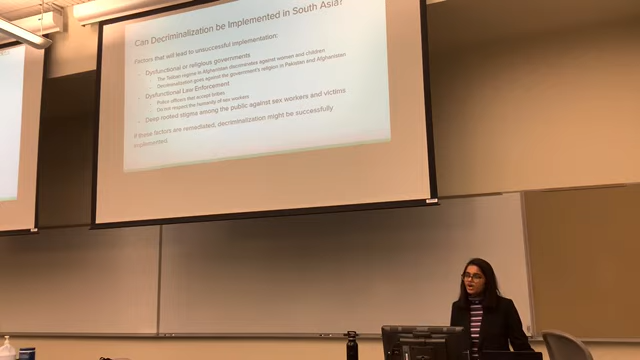 Can Decriminalization be Implemented in South Asia?
Factors that will lead to unsuccessful implementation:
- Dysfunctional or religious governments
- The Taliban regime in Afghanistan discriminates against women and children
- Decriminalization goes against the government's religion in Pakistan and Afghanistan
- Dysfunctional Law Enforcement
- Police officers that accept bribes
- Do not respect the humanity of sex workers
- Deep rooted stigma among the public against sex workers and victims
If these factors are remediated, decriminalization might be successfully
implemented.